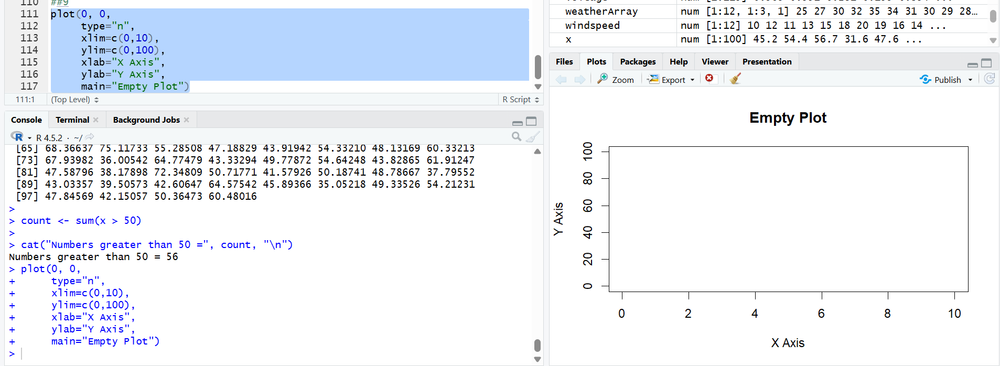 110 ##9
111 plot(0, 0,
112 type="n",
113 xlim=c(0,10),
114 ylim=c(0,100),
115 xlab="X Axis",
116 ylab="Y Axis",
117 main="Empty Plot")
111:1 (Top Level) R Script
Console Terminal Background Jobs
R 4.5.2 · ~/
[65] 68.36637 75.11733 55.28508 47.18829 43.91942 54.33210 48.13169 60.33213
[73] 67.93982 36.00542 64.77479 43.33294 49.77872 54.64248 43.82865 61.91247
[81] 47.58796 38.17898 72.34809 50.71771 41.57926 50.18741 48.78667 37.79552
[89] 43.03357 39.50573 42.60647 64.57542 45.89366 35.05218 49.33526 54.21231
[97] 47.84569 42.15057 50.36473 60.48016
>
> count <- sum(x > 50)
>
> cat("Numbers greater than 50 =", count, "\n")
Numbers greater than 50 = 56
> plot(0, 0,
+ type="n",
+ xlim=c(0,10),
+ ylim=c(0,100),
+ xlab="X Axis",
+ ylab="Y Axis",
+ main="Empty Plot")
>
weatherArray num [1:12, 1:3, 1] 25 27 30 32 35 34 31 30 29 28…
windspeed num [1:12] 10 12 11 13 15 18 20 19 16 14 ...
x num [1:100] 45.2 54.4 56.7 31.6 47.6 ...
Files Plots Packages Help Viewer Presentation
Zoom Export Publish
Empty Plot
100
80
60
40
20
0
Y Axis
0 2 4 6 8 10
X Axis